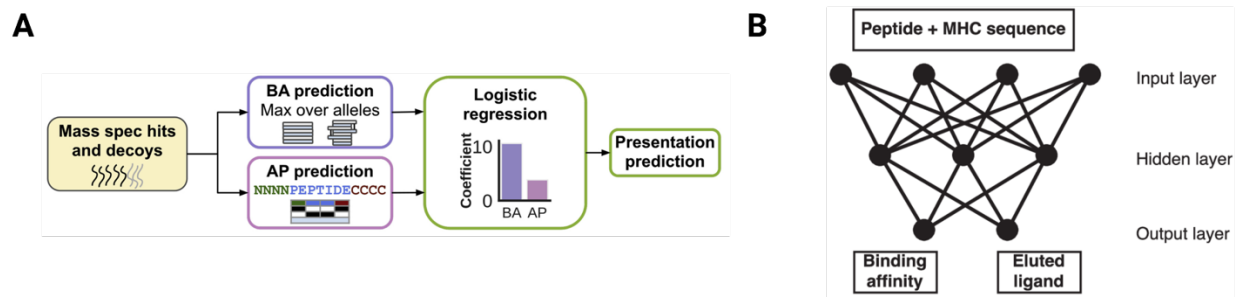 A
Mass spec hits
and decoys
BA prediction
Max over alleles
AP prediction
NNNNPEPTIDECCCC
Logistic
regression
Coefficient
10
0
BA AP
Presentation
prediction
B
Peptide + MHC sequence
Input layer
Hidden layer
Output layer
Binding
affinity
Eluted
ligand